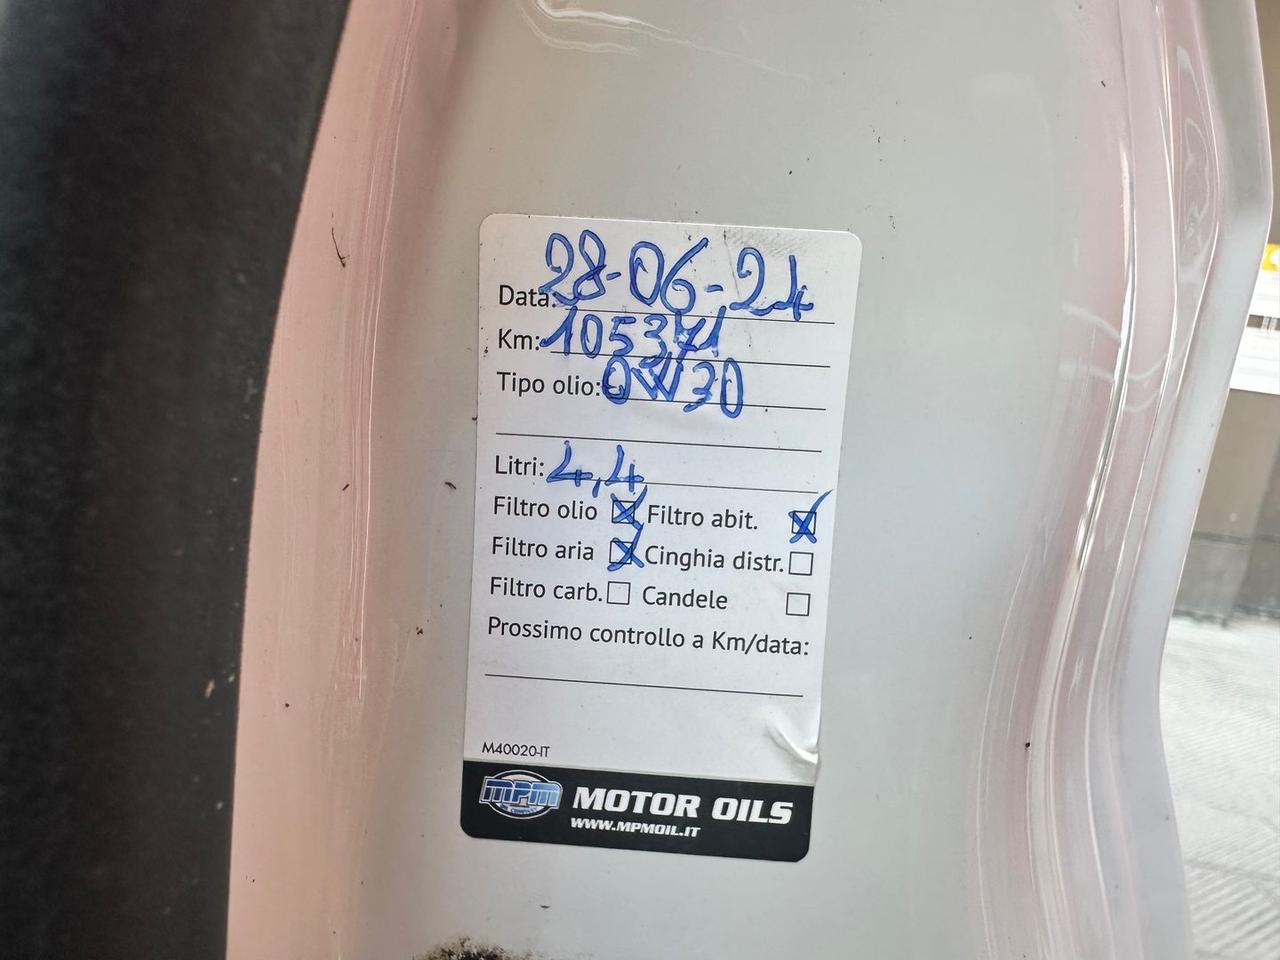 Data: 28-06-24
Km: 105371
Tipo olio: 0W30
Litri: 4,4
Filtro olio ☒ Filtro abit. ☒
Filtro aria ☒ Cinghia distr. ☐
Filtro carb. ☐ Candele ☐
Prossimo controllo a Km/data:
M40020-IT
MPM MOTOR OILS
WWW.MPMOIL.IT